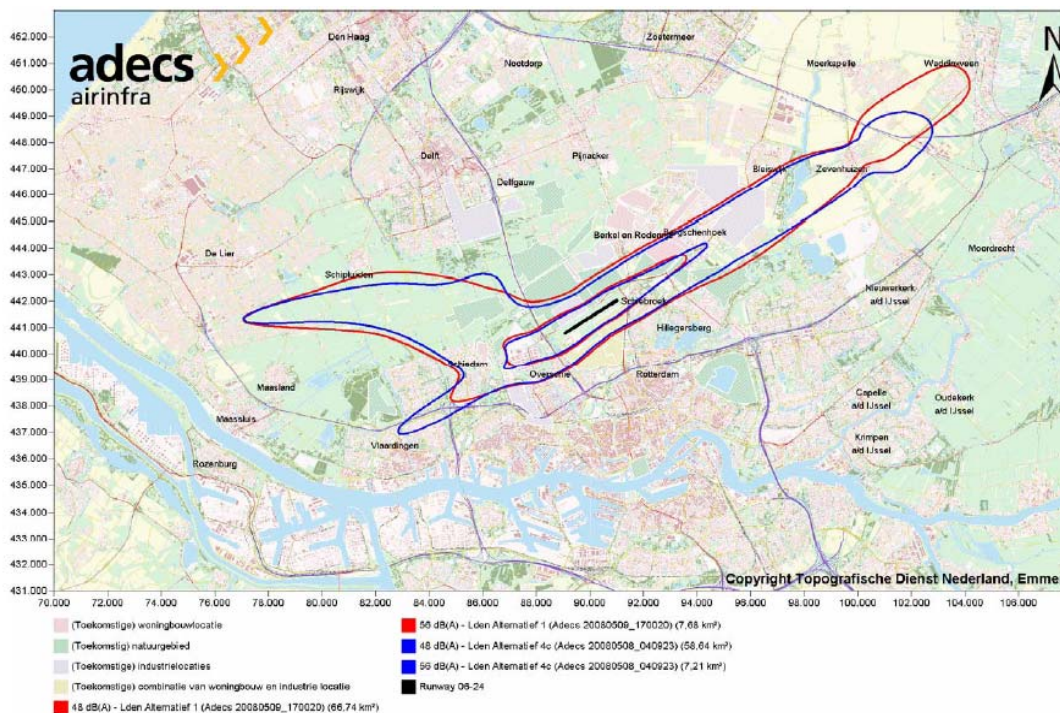 462.000
461.000
460.000
449.000
448.000
447.000
446.000
445.000
444.000
443.000
442.000
441.000
440.000
439.000
438.000
437.000
436.000
435.000
434.000
433.000
432.000
431.000
adecs
airinfra
Den Haag
Zoetermeer
N
Nootdorp
Moerkapelle
Waddinxveen
Rijswijk
Delft
Pijnacker
Bleiswijk
Zevenhuizen
Delfgauw
Berkel en Rodenrijs
Bergschenhoek
De Lier
Moordrecht
Schipluiden
Nieuwerkerk
a/d IJssel
Schiebroek
Hillegersberg
Schiedam
Overschie
Rotterdam
Maasland
Capelle
a/d IJssel
Oudekerk
a/d IJssel
Maassluis
Vlaardingen
Krimpen
a/d IJssel
Rozenburg
Copyright Topografische Dienst Nederland, Emme
70.000 74.000 76.000 78.000 80.000 82.000 84.000 86.000 88.000 90.000 92.000 94.000 96.000 98.000 100.000 102.000 104.000 106.000
(Toekomstige) woningbouwlocatie
(Toekomstig) natuurgebied
(Toekomstige) industrielocaties
(Toekomstige) combinatie van woningbouw en industrie locatie
48 dB(A) - Lden Alternatief 1 (Adecs 20080509_170020) (66,74 km²)
56 dB(A) - Lden Alternatief 1 (Adecs 20080509_170020) (7,68 km²)
48 dB(A) - Lden Alternatief 4c (Adecs 20080508_040923) (58,64 km²)
56 dB(A) - Lden Alternatief 4c (Adecs 20080508_040923) (7,21 km²)
Runway 06-24